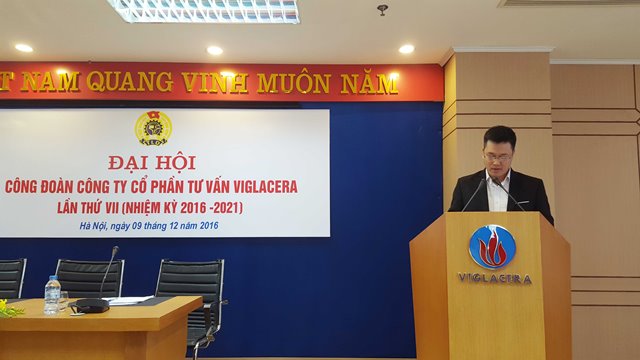 T NAM QUANG VINH MUÔN NĂM
ĐẠI HỘI
CÔNG ĐOÀN CÔNG TY CỔ PHẦN TƯ VẤN VIGLACERA
LẦN THỨ VII (NHIỆM KỲ 2016 -2021)
Hà Nội, ngày 09 tháng 12 năm 2016
VIGLACERA